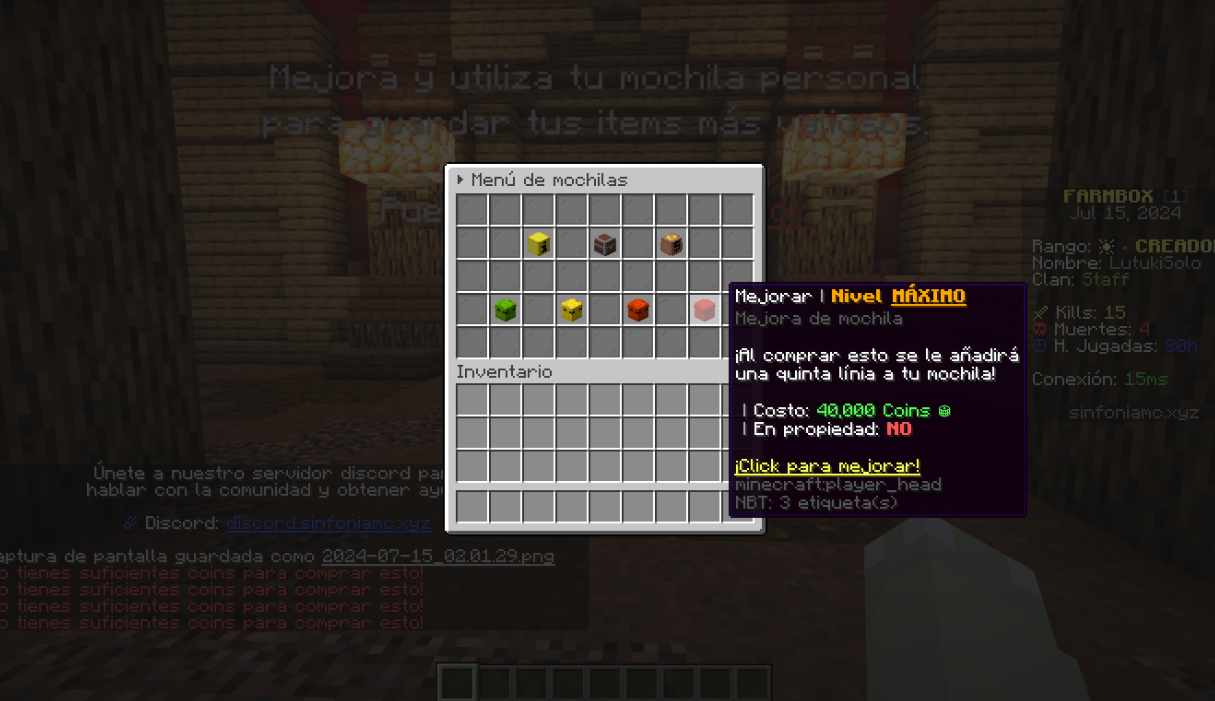 Mejora y utiliza tu mochila personal
para guardar tus items más valiosos.
Menú de mochilas
FARMBOX [1]
Jul 15, 2024
Rango: · CREADO
Nombre: LutukiSolo
Clan: Staff
Kills: 15
Muertes: 4
H. Jugadas: 80h
Conexión: 15ms
sinfoniamc.xyz
Mejorar | Nivel MÁXIMO
Mejora de mochila
¡Al comprar esto se le añadirá
una quinta línia a tu mochila!
| Costo: 40,000 Coins
| En propiedad: NO
¡Click para mejorar!
minecraft:player_head
NBT: 3 etiqueta(s)
Inventario
Únete a nuestro servidor discord
hablar con la comunidad y obtener
Discord: discord.sinfoniamc.xyz
aptura de pantalla guardada como 2024-07-15_02.01.29.png
o tienes suficientes coins para comprar esto!
o tienes suficientes coins para comprar esto!
o tienes suficientes coins para comprar esto!
o tienes suficientes coins para comprar esto!